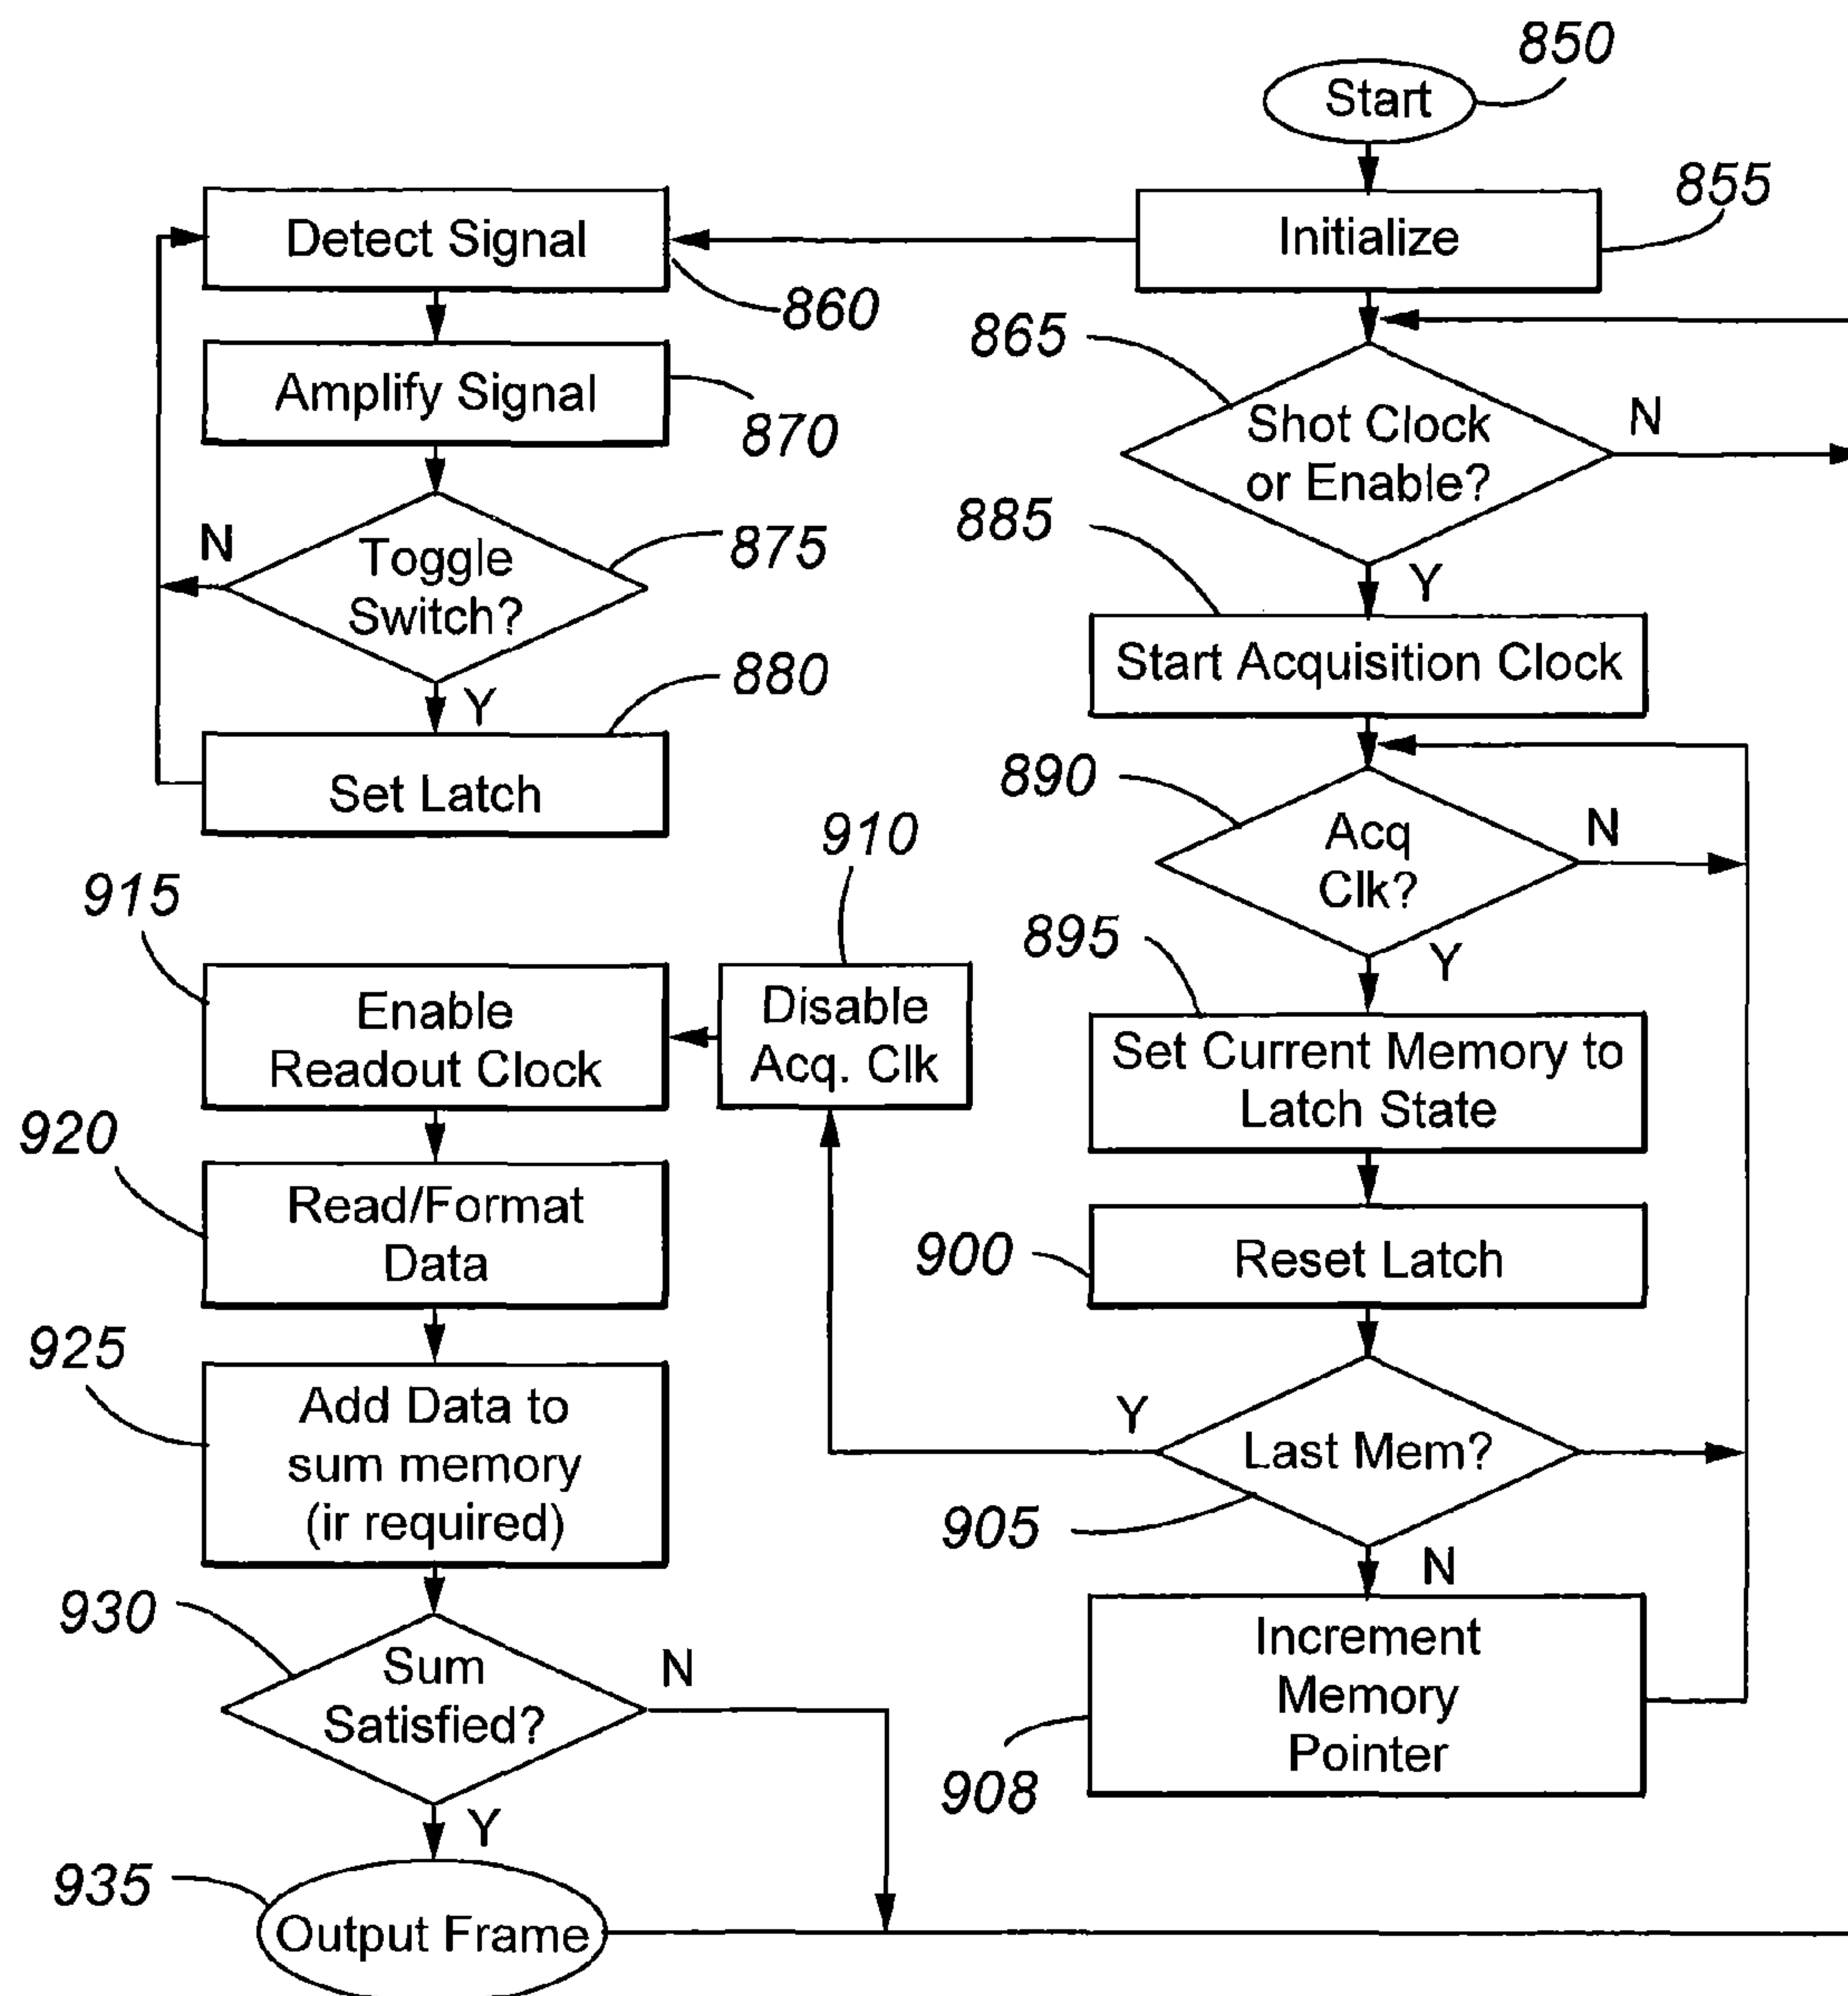 850
Start
855
Initialize
Detect Signal
860
865
Shot Clock
or Enable?
N
Y
Amplify Signal
870
Toggle
Switch?
875
N
Y
880
Set Latch
885
Start Acquisition Clock
890
Acq
Clk?
N
Y
895
Set Current Memory to
Latch State
900
Reset Latch
Last Mem?
Y
905
N
Increment
Memory
Pointer
908
910
Disable
Acq. Clk
915
Enable
Readout Clock
920
Read/Format
Data
925
Add Data to
sum memory
(ir required)
930
Sum
Satisfied?
N
Y
935
Output Frame